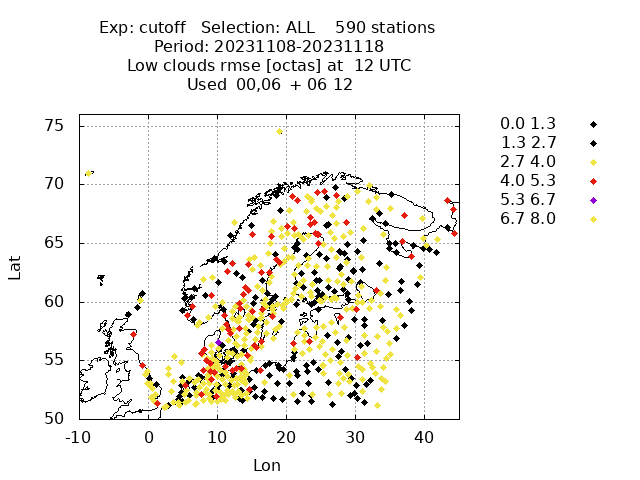 Exp: cutoff Selection: ALL 590 stations
Period: 20231108-20231118
Low clouds rmse [octas] at 12 UTC
Used 00,06 + 06 12
75
70
65
60
55
50
-10 0 10 20 30 40
Lat
Lon
0.0 1.3
1.3 2.7
2.7 4.0
4.0 5.3
5.3 6.7
6.7 8.0